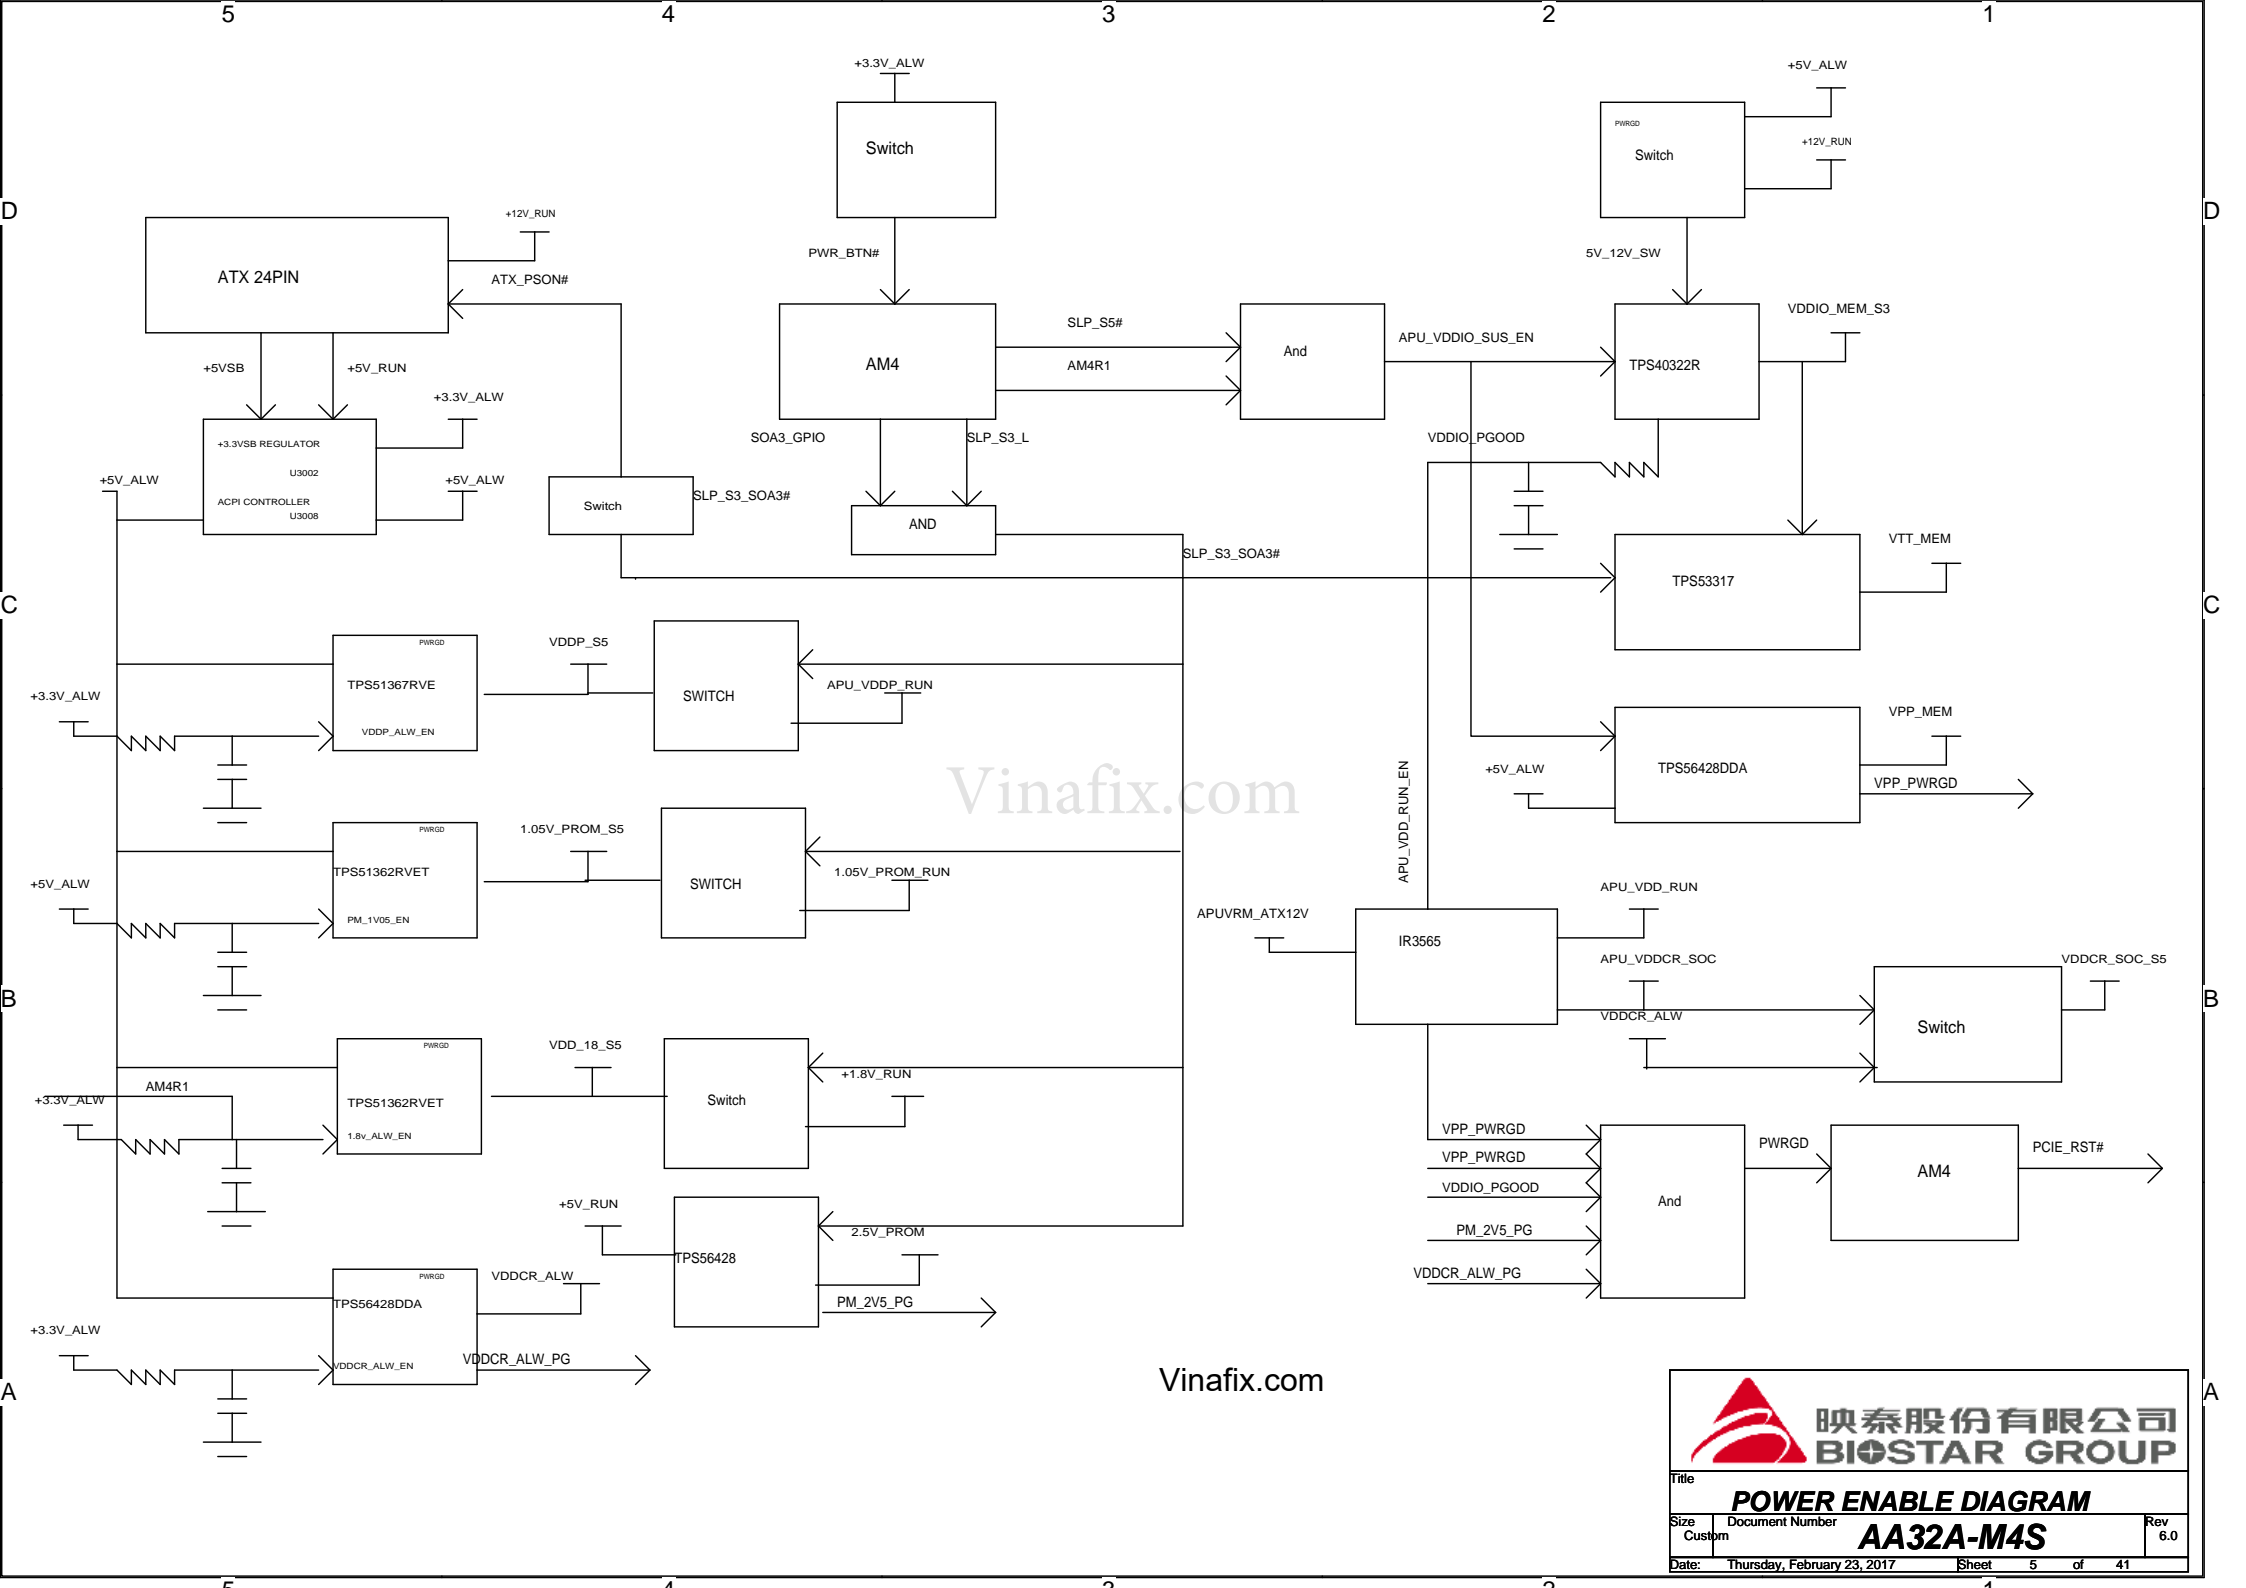 5
4
3
2
1
+3.3V_ALW
Switch
PWR_BTN#
+5V_ALW
PWRGD
+12V_RUN
Switch
5V_12V_SW
D
D
+12V_RUN
ATX 24PIN
ATX_PSON#
+5VSB
+5V_RUN
+3.3V_ALW
+3.3VSB REGULATOR
U3002
+5V_ALW
+5V_ALW
ACPI CONTROLLER
U3008
AM4
SLP_S5#
AM4R1
And
APU_VDDIO_SUS_EN
TPS40322R
VDDIO_MEM_S3
SOA3_GPIO
SLP_S3_L
VDDIO_PGOOD
Switch
SLP_S3_SOA3#
AND
SLP_S3_SOA3#
TPS53317
VTT_MEM
C
C
PWRGD
TPS51367RVE
VDDP_ALW_EN
+3.3V_ALW
VDDP_S5
SWITCH
APU_VDDP_RUN
TPS56428DDA
VPP_MEM
+5V_ALW
VPP_PWRGD
Vinafix.com
APU_VDD_RUN_EN
PWRGD
TPS51362RVET
PM_1V05_EN
+5V_ALW
1.05V_PROM_S5
SWITCH
1.05V_PROM_RUN
APUVRM_ATX12V
IR3565
APU_VDD_RUN
APU_VDDCR_SOC
VDDCR_ALW
Switch
VDDCR_SOC_S5
B
B
PWRGD
TPS51362RVET
1.8v_ALW_EN
AM4R1
+3.3V_ALW
VDD_18_S5
Switch
+1.8V_RUN
VPP_PWRGD
VPP_PWRGD
VDDIO_PGOOD
PM_2V5_PG
VDDCR_ALW_PG
And
PWRGD
AM4
PCIE_RST#
+5V_RUN
TPS56428
2.5V_PROM
PM_2V5_PG
PWRGD
TPS56428DDA
VDDCR_ALW_EN
VDDCR_ALW
+3.3V_ALW
VDDCR_ALW_PG
Vinafix.com
A
A
映泰股份有限公司
BIOSTAR GROUP
Title
POWER ENABLE DIAGRAM
Size
Custom
Document Number
AA32A-M4S
Rev
6.0
Date: Thursday, February 23, 2017 Sheet 5 of 41
5
4
3
2
1